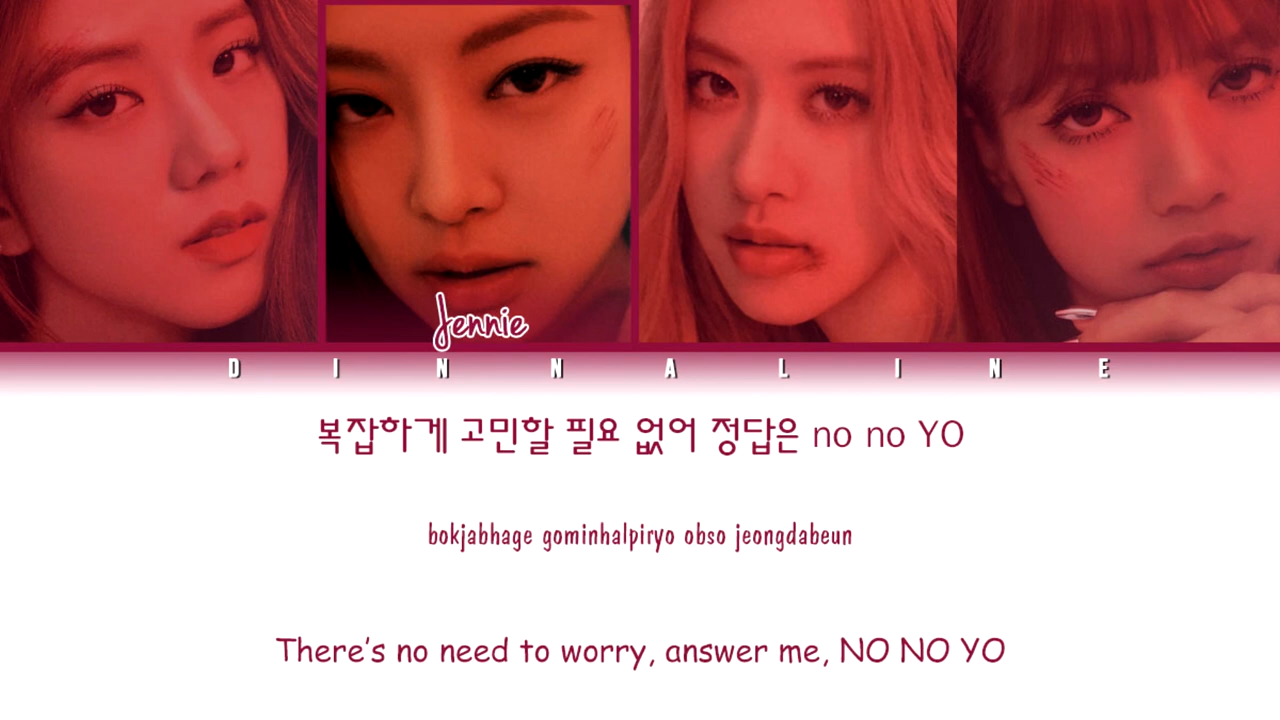 Jennie
DINNALINE
복잡하게 고민할 필요 없어 정답은 no no YO
bokjabhage gominhalpiryo obso jeongdabeun
There's no need to worry, answer me, NO NO YO